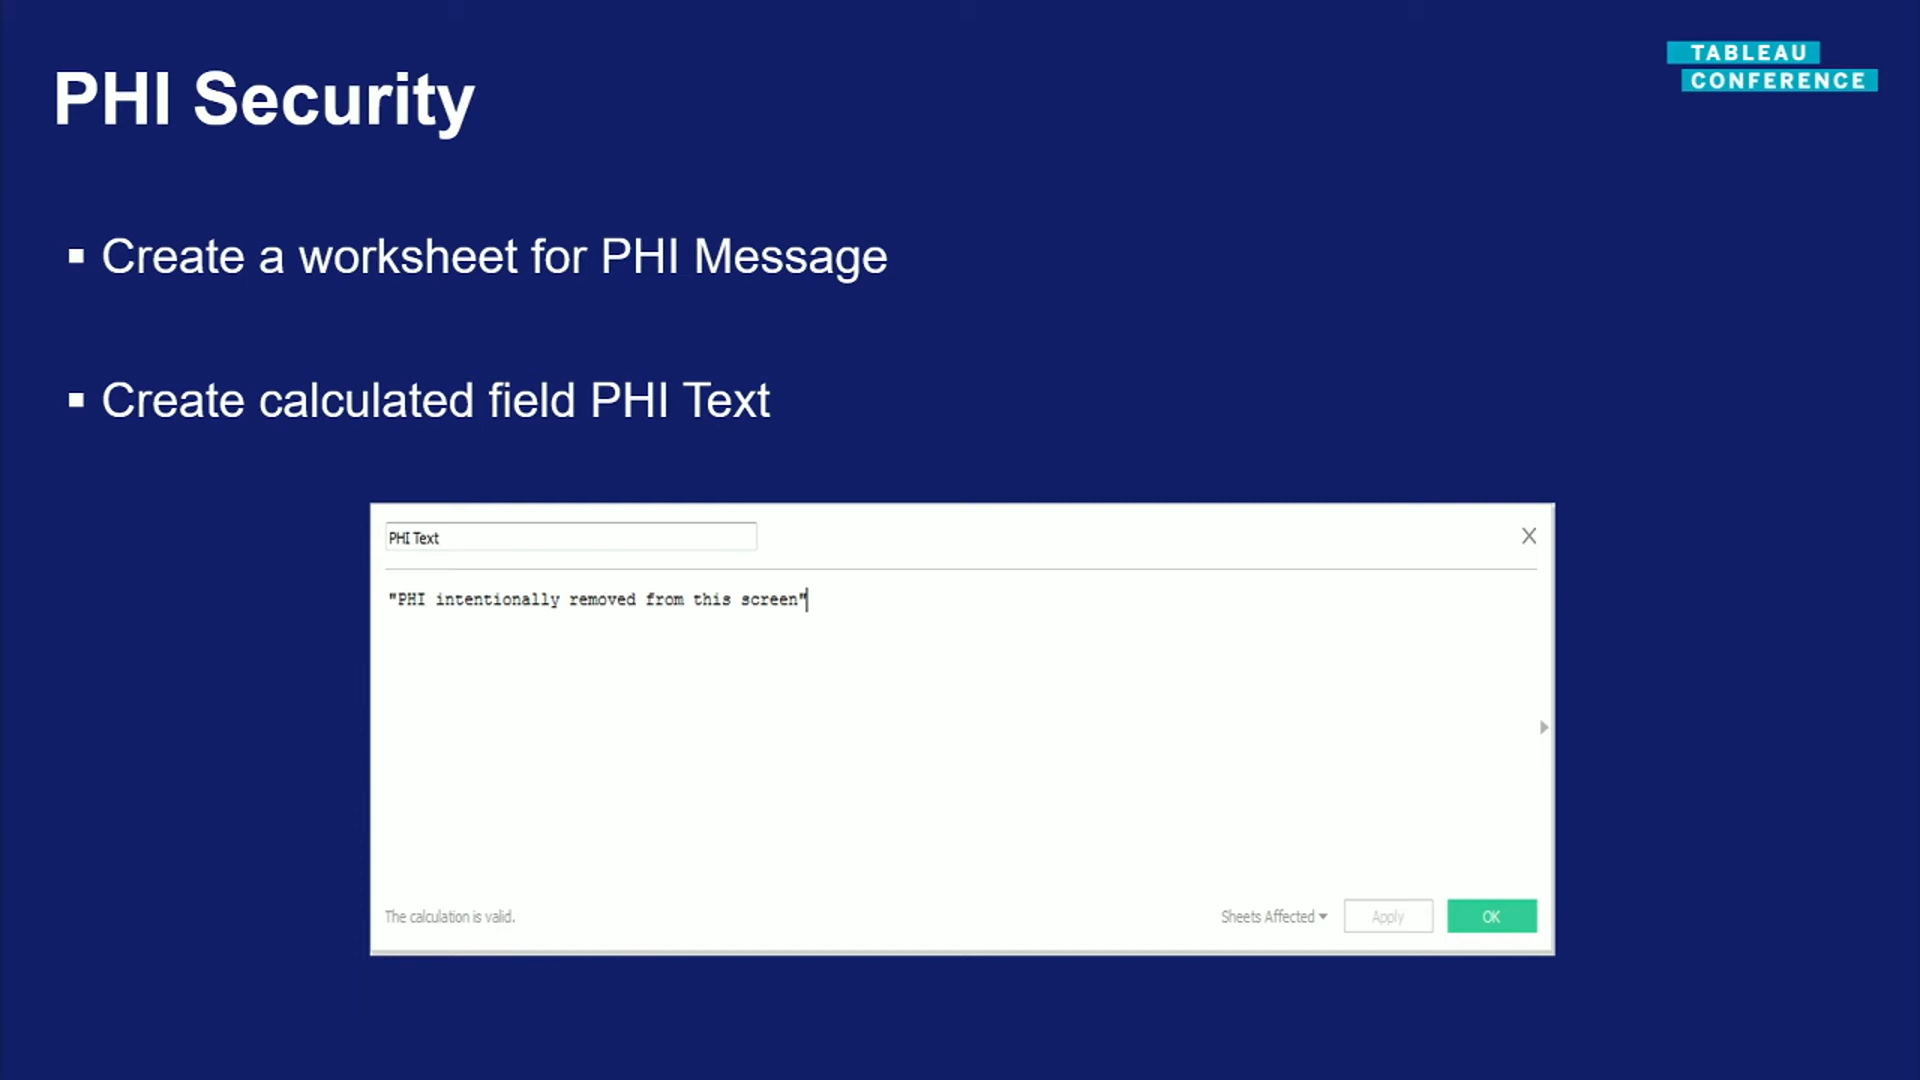 TABLEAU
CONFERENCE
PHI Security
▪ Create a worksheet for PHI Message
▪ Create calculated field PHI Text
PHI Text
"PHI intentionally removed from this screen"
The calculation is valid.
Sheets Affected Apply OK